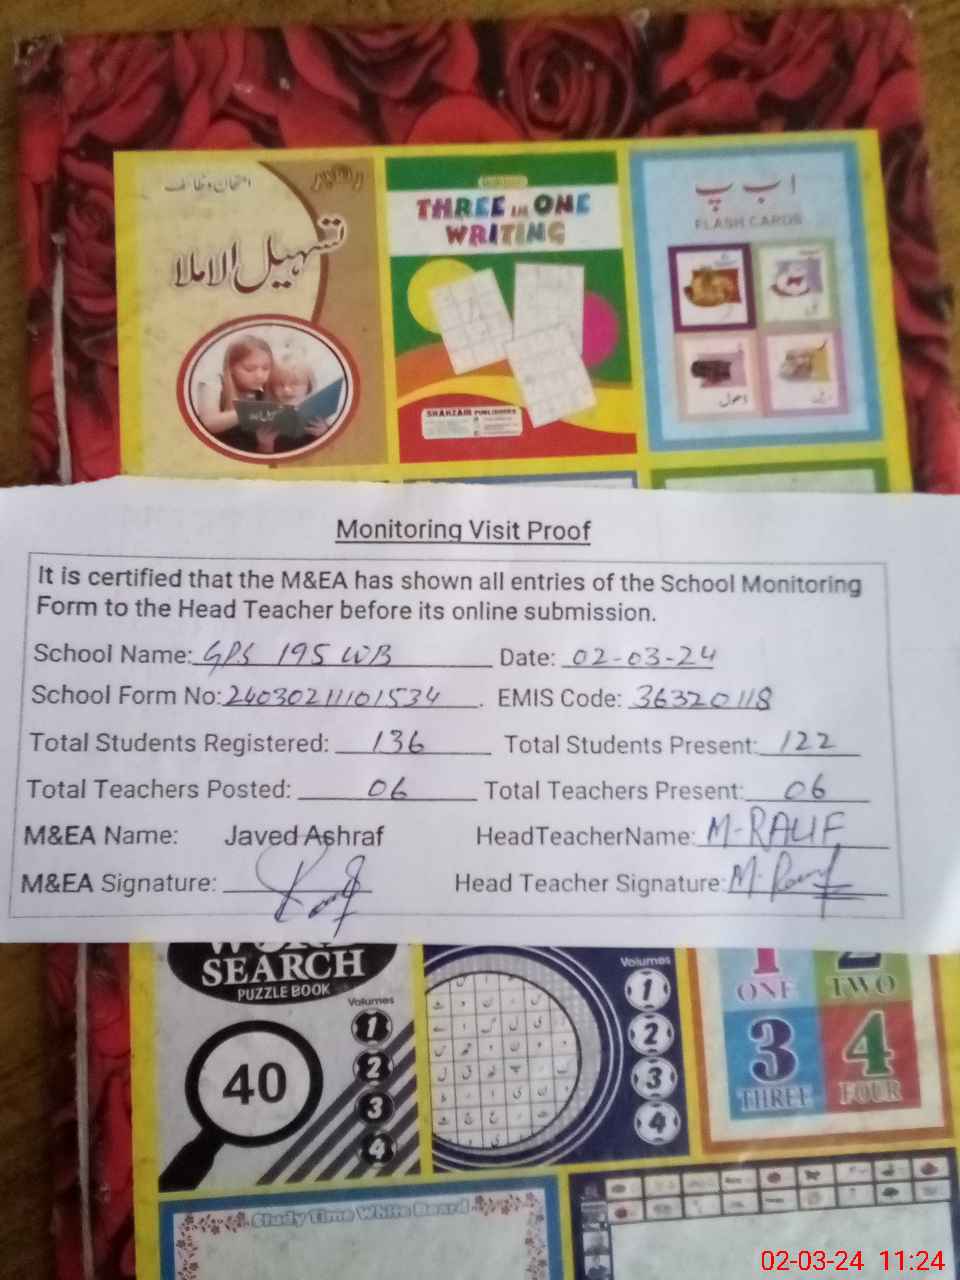 امتحان وظائف
تسہیل الاملا
THREE IN ONE
WRITING
SHAHZAIB PUBLISHERS
ا ب پ
FLASH CARDS
ڈھول
Monitoring Visit Proof
It is certified that the M&EA has shown all entries of the School Monitoring
Form to the Head Teacher before its online submission.
School Name: GPS 195 WB Date: 02-03-24
School Form No: 24030211101534. EMIS Code: 36320118
Total Students Registered: 136 Total Students Present: 122
Total Teachers Posted: 06 Total Teachers Present: 06
M&EA Name: Javed Ashraf HeadTeacherName: M-RAUF
M&EA Signature: Head Teacher Signature: M. Rauf
SEARCH
PUZZLE BOOK
Volumes
1
2
3
4
40
Volumes
1
2
3
4
1 2
ONE TWO
3 4
THREE FOUR
Study Time White Board
02-03-24 11:24